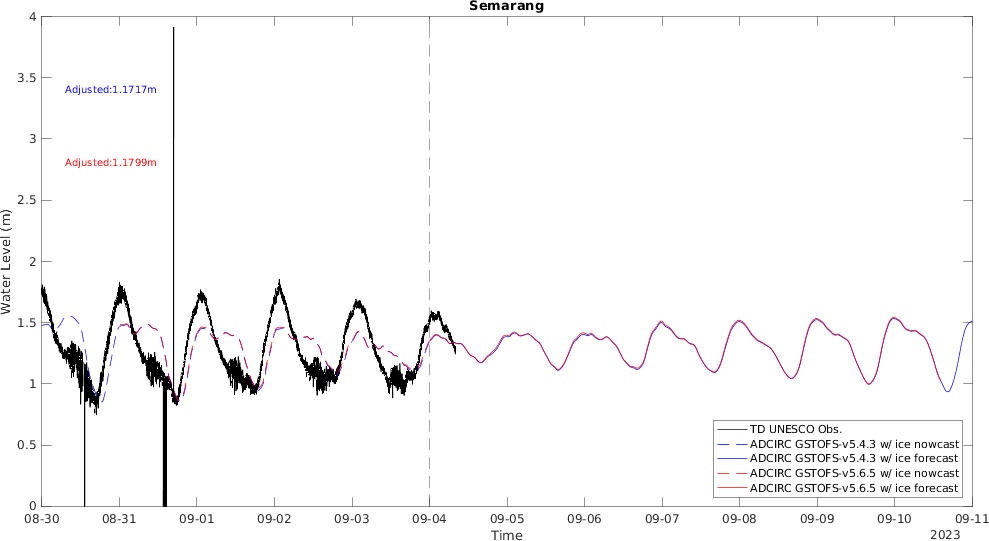 Semarang
4
3.5
3
2.5
2
1.5
1
0.5
0
Water Level (m)
Adjusted:1.1717m
Adjusted:1.1799m
TD UNESCO Obs.
ADCIRC GSTOFS-v5.4.3 w/ ice nowcast
ADCIRC GSTOFS-v5.4.3 w/ ice forecast
ADCIRC GSTOFS-v5.6.5 w/ ice nowcast
ADCIRC GSTOFS-v5.6.5 w/ ice forecast
08-30 08-31 09-01 09-02 09-03 09-04 09-05 09-06 09-07 09-08 09-09 09-10 09-11
Time
2023